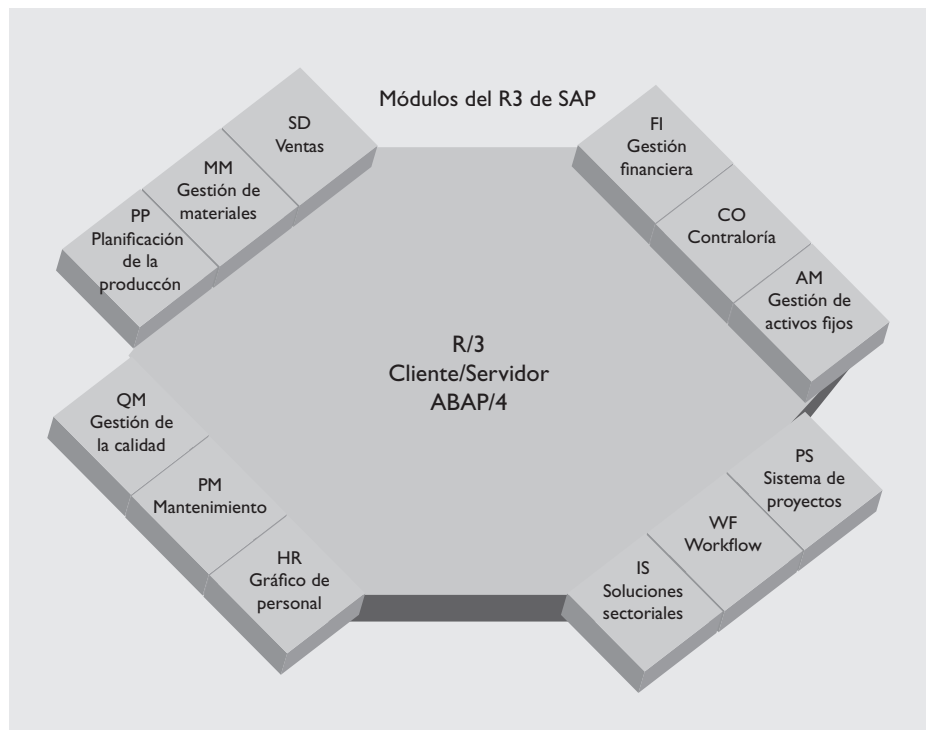 Módulos del R3 de SAP
SD
Ventas
MM
Gestión de
materiales
PP
Planificación
de la
produccón
FI
Gestión
financiera
CO
Contraloría
AM
Gestión de
activos fijos
R/3
Cliente/Servidor
ABAP/4
QM
Gestión de
la calidad
PM
Mantenimiento
HR
Gráfico de
personal
PS
Sistema de
proyectos
WF
Workflow
IS
Soluciones
sectoriales